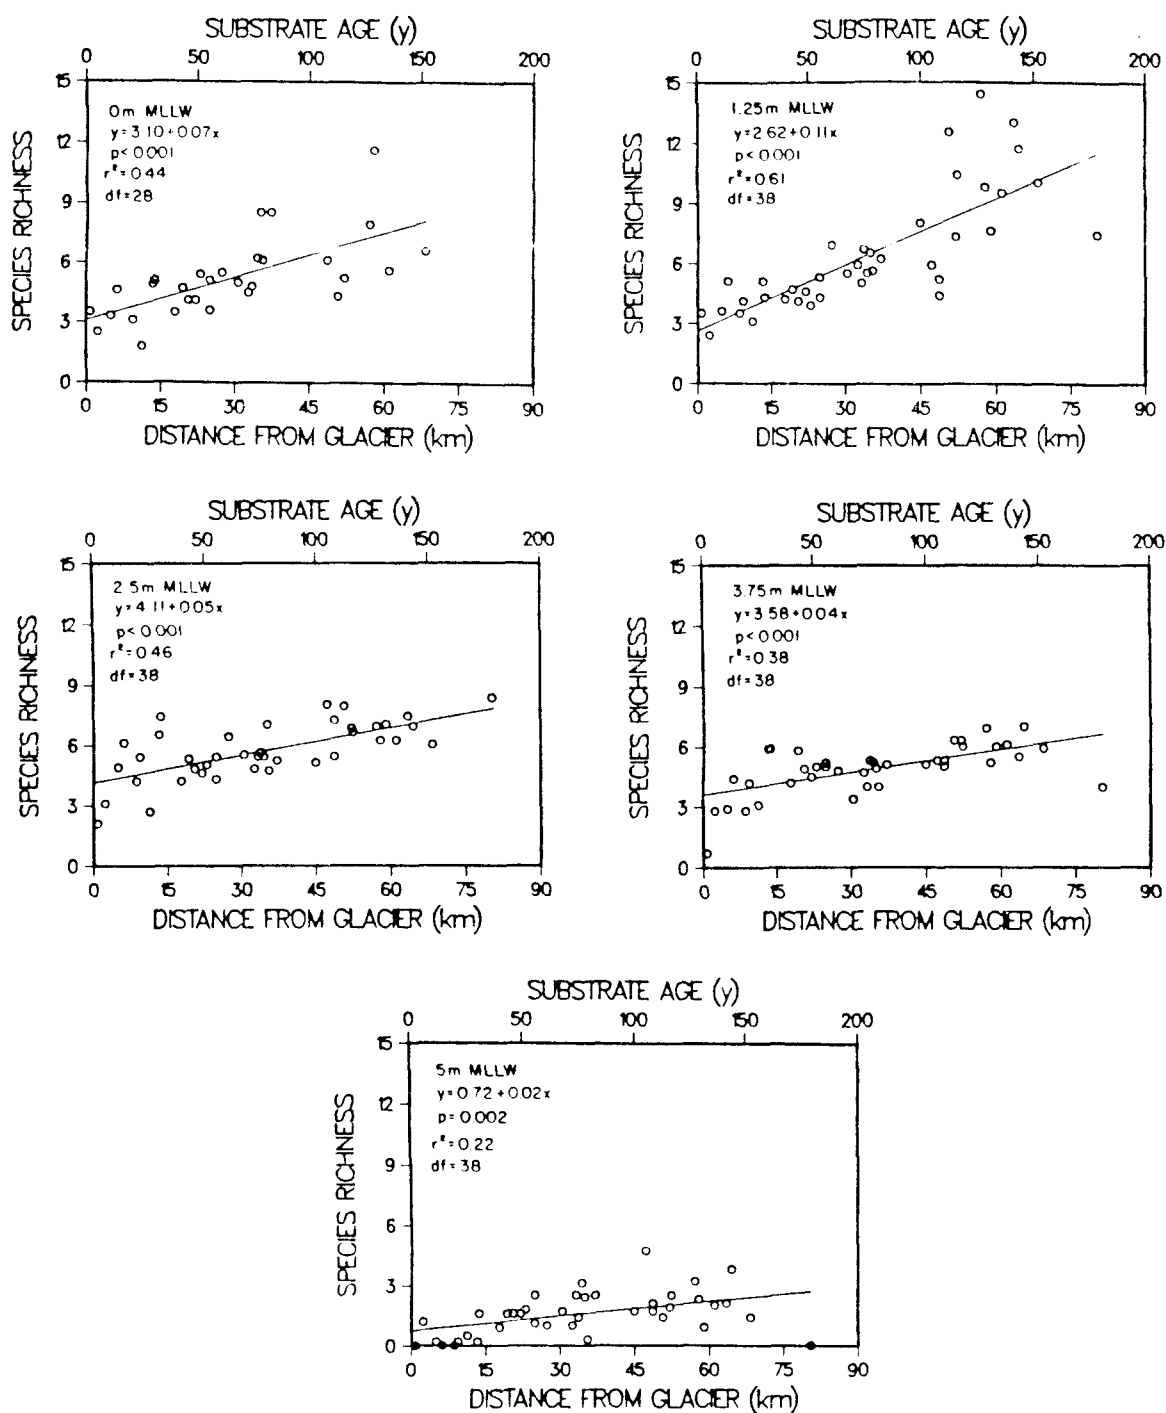 SUBSTRATE AGE (y)
0 50 100 150 200
15
12
9
6
3
0
SPECIES RICHNESS
0m MLLW
y=3.10+0.07x
p<0.001
r²=0.44
df=28
0 15 30 45 60 75 90
DISTANCE FROM GLACIER (km)
SUBSTRATE AGE (y)
0 50 100 150 200
15
12
9
6
3
0
SPECIES RICHNESS
1.25m MLLW
y=2.62+0.11x
p<0.001
r²=0.61
df=38
0 15 30 45 60 75 90
DISTANCE FROM GLACIER (km)
SUBSTRATE AGE (y)
0 50 100 150 200
15
12
9
6
3
0
SPECIES RICHNESS
2.5m MLLW
y=4.11+0.05x
p<0.001
r²=0.46
df=38
0 15 30 45 60 75 90
DISTANCE FROM GLACIER (km)
SUBSTRATE AGE (y)
0 50 100 150 200
15
12
9
6
3
0
SPECIES RICHNESS
3.75m MLLW
y=3.58+0.04x
p<0.001
r²=0.38
df=38
0 15 30 45 60 75 90
DISTANCE FROM GLACIER (km)
SUBSTRATE AGE (y)
0 50 100 150 200
15
12
9
6
3
0
SPECIES RICHNESS
5m MLLW
y=0.72+0.02x
p=0.002
r²=0.22
df=38
0 15 30 45 60 75 90
DISTANCE FROM GLACIER (km)